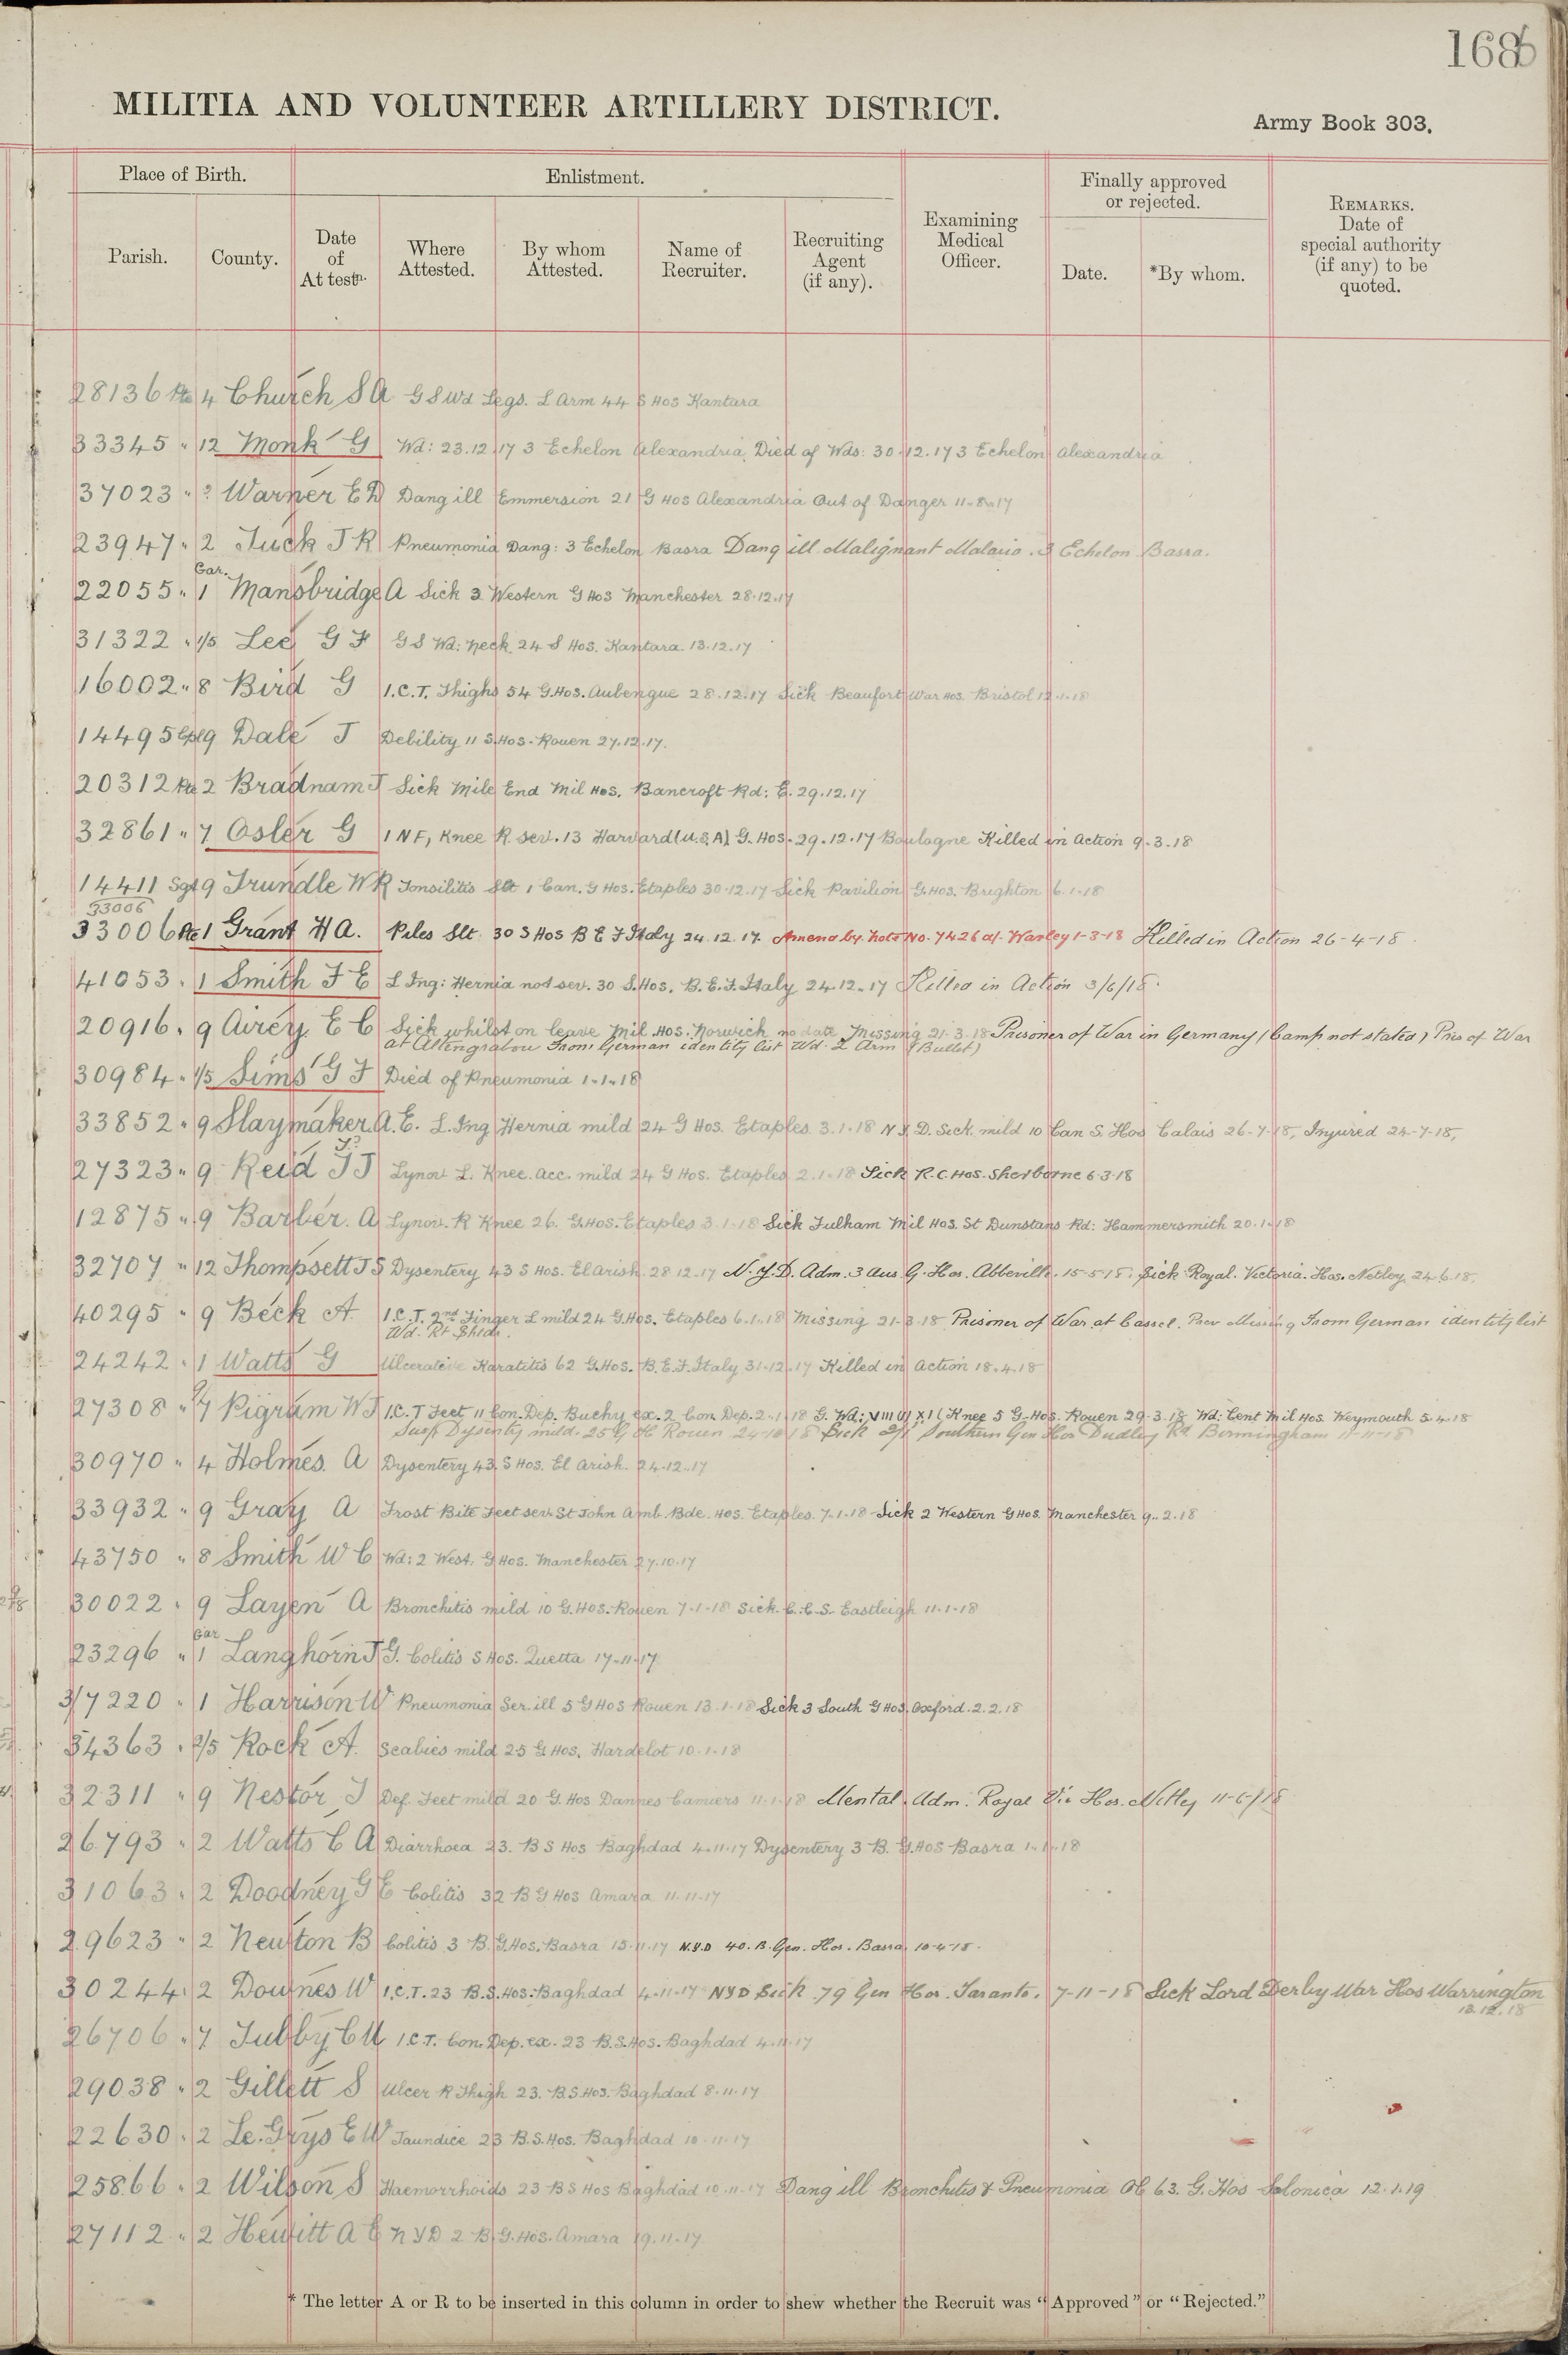 1686
MILITIA AND VOLUNTEER ARTILLERY DISTRICT.
Army Book 303.
Place of Birth. Enlistment. Finally approved or rejected. REMARKS. Date of special authority (if any) to be quoted.
Parish. County. Date of Attestn. Where Attested. By whom Attested. Name of Recruiter. Recruiting Agent (if any). Examining Medical Officer. Date. *By whom.
28136 Pte 4 Church S A G S Wd Legs. L Arm 44 S Hos Kantara
33345 " 12 Monk G Wd: 23.12.17 3 Echelon Alexandria, Died of Wds: 30.12.17 3 Echelon Alexandria
37023 " ? Warner E D Dang ill Emmersion 21 G Hos Alexandria Out of Danger 11-8-17
23947 " 2 Tuck J R Pneumonia Dang: 3 Echelon Basra Dang ill Malignant Malaria. 3 Echelon Basra.
22055 " Gar. 1 Mansbridge A Sick 3 Western G Hos Manchester 28.12.17
31322 " 1/5 Lee G F G S Wd: Neck 24 S Hos. Kantara. 13.12.17
16002 " 8 Bird G I.C.T. Thighs 54 G.Hos. Aubengue 28.12.17 Sick Beaufort War Hos. Bristol 12.1.18
14495 Cpl 9 Dale J Debility 11 S.Hos. Rouen 27.12.17.
20312 Pte 2 Bradnam J Sick Mile End Mil Hos. Bancroft Rd: E. 29.12.17
32861 " 7 Osler G I N F, Knee R. sev. 13 Harvard (U.S.A) G. Hos. 29.12.17 Boulogne Killed in Action 9.3.18
14411 Sgt 9 Trundle W R Tonsilitis Slt 1 Can. G Hos. Etaples 30.12.17 Sick Pavilion G.Hos. Brighton 6.1.18
33006
33006 Pte 1 Grant H A. Piles Slt 30 S Hos B E F Italy 24.12.17. Amend by Note No. 7426 a/- Warley 1-3-18 Killed in Action 26-4-18.
41053 " 1 Smith F E L Ing: Hernia not sev. 30 S.Hos. B.E.F. Italy 24.12.17 Killed in Action 3/6/18.
20916 " 9 Airey E C Sick whilst on leave Mil Hos. Norwich no date Missing 21.3.18 Prisoner of War in Germany (Camp not stated) Pris of War
at Altengrabow From German identity list Wd. L Arm (Bullet)
30984 " 1/5 Sims G F Died of Pneumonia 1.1.18
33852 " 9 Slaymaker A. E. L. Ing Hernia mild 24 G Hos. Etaples 3.1.18 N.Y.D. Sick. mild 10 Can S. Hos Calais 26-7-18, Injured 24-7-18,
27323 " 9 Reid J J Synov L. Knee. acc. mild 24 G Hos. Etaples 2.1.18 Sick R.C. Hos. Sherborne 6.3.18
12875 " 9 Barber. A Synov. R Knee 26. G.Hos. Etaples 3.1.18 Sick Fulham Mil Hos. St Dunstans Rd: Hammersmith 20.1.18
32707 " 12 Thompsett J S Dysentery 43 S Hos. El Arish. 28.12.17 N.Y.D. Adm. 3 Aus G. Hos. Abbeville. 15-5-18. Sick Royal. Victoria. Hos. Netley. 24.6.18.
40295 " 9 Beck A. I.C.T. 2nd Finger L mild 24 G.Hos. Etaples 6.1.18 Missing 21-3-18 Prisoner of War at Cassel. Prev Missing From German identity list
Wd. Rt Shldr.
24242 " 1 Watts G Ulcerative Karatitis 62 G.Hos. B.E.F. Italy 31.12.17 Killed in Action 18.4.18
27308 " 7 Pigram W J I.C.T Feet 11 Con. Dep. Buchy ex. 2 Con Dep. 2.1.18 G. Wd: VIII (1) XI (Knee 5 G. Hos. Rouen 29.3.18 Wd: Cent Mil Hos. Weymouth 5.4.18
Susp Dysentry mild. 25 G H Rouen 24-10-18 Sick 2/1 Southern Gen Hos Dudley Rd Birmingham 11-11-18
30970 " 4 Holmes. A Dysentery 43. S Hos. El Arish. 24.12.17
33932 " 9 Gray A Frost Bite Feet sev. St John Amb. Bde. Hos. Etaples. 7.1.18 Sick 2 Western G Hos. Manchester 9.2.18
43750 " 8 Smith W C Wd: 2 West. G Hos. Manchester 27.10.17
30022 " 9 Layen A Bronchitis mild 10 G.Hos. Rouen 7.1.18 Sick. C.C.S. Eastleigh 11.1.18
23296 " Gar 1 Langhorn J G. Colitis S Hos. Quetta 17.11.17
3/7220 " 1 Harrison W Pneumonia Ser. ill 5 G Hos Rouen 13.1.18 Sick 3 South G Hos. Oxford. 2.2.18
34363 " 2/5 Rock A. Scabies mild 25 G Hos. Hardelot 10.1.18
32311 " 9 Nestor J Def. Feet mild 20 G. Hos Dannes Camiers 11.1.18 Mental. Adm. Royal Vic Hos. Netley 11-6/18
26793 " 2 Watts C A Diarrhoea 23. B S Hos Baghdad 4.11.17 Dysentery 3 B. G.Hos Basra 1.1.18
31063 " 2 Doodney G E Colitis 32 B G Hos Amara 11.11.17
29623 " 2 Newton B Colitis 3 B. G.Hos. Basra 15.11.17 N.Y.D 40. B. Gen. Hos. Basra 10.4.18.
30244 " 2 Downes W I.C.T. 23 B.S. Hos: Baghdad 4.11.17 NYD Sick 79 Gen Hos. Taranto. 7-11-18 Sick Lord Derby War Hos Warrington
13.12.18
26706 " 7 Tubby C W I.C.T. Con. Dep. ex. 23 B.S.Hos. Baghdad 4.11.17
29038 " 2 Gillett S Ulcer R Thigh 23. B.S.Hos. Baghdad 8.11.17
22630 " 2 Le. Grys E W Jaundice 23 B.S.Hos. Baghdad 10.11.17
25866 " 2 Wilson S Haemorrhoids 23 B S Hos Baghdad 10.11.17 Dang ill Bronchitis & Pneumonia 63. G. Hos Salonica 12.1.19
27112 " 2 Hewitt A E N Y D 2 B. G. Hos. Amara 19.11.17
* The letter A or R to be inserted in this column in order to shew whether the Recruit was "Approved" or "Rejected."